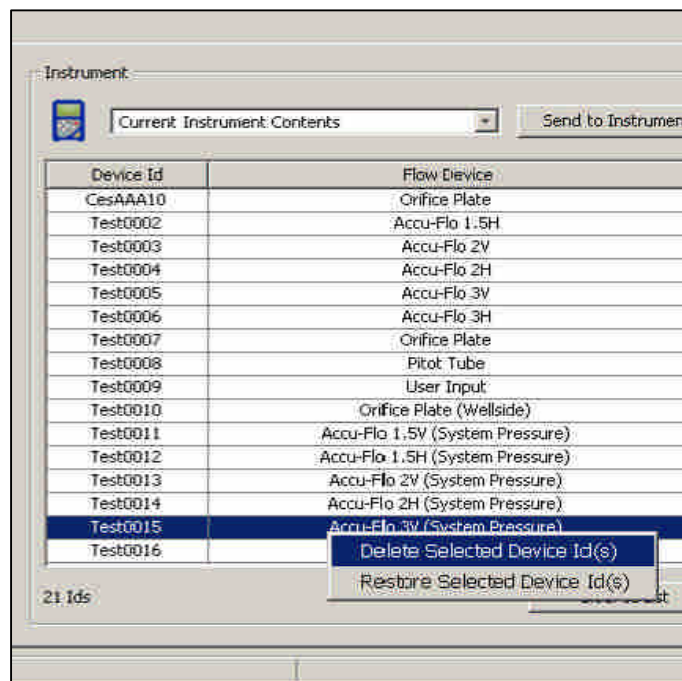 Instrument
Current Instrument Contents
Send to Instrumen
Device Id Flow Device
CesAAA10 Orifice Plate
Test0002 Accu-Flo 1.5H
Test0003 Accu-Flo 2V
Test0004 Accu-Flo 2H
Test0005 Accu-Flo 3V
Test0006 Accu-Flo 3H
Test0007 Orifice Plate
Test0008 Pitot Tube
Test0009 User Input
Test0010 Orifice Plate (Wellside)
Test0011 Accu-Flo 1.5V (System Pressure)
Test0012 Accu-Flo 1.5H (System Pressure)
Test0013 Accu-Flo 2V (System Pressure)
Test0014 Accu-Flo 2H (System Pressure)
Test0015 Accu-Flo 3V (System Pressure)
Test0016
Delete Selected Device Id(s)
Restore Selected Device Id(s)
21 Ids